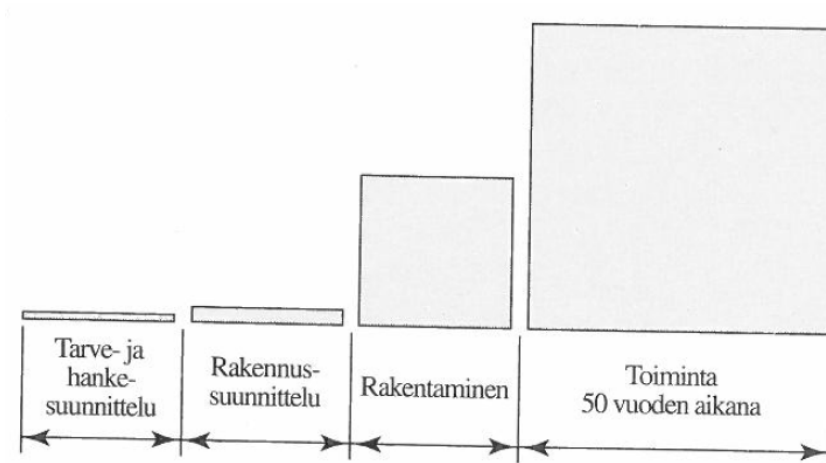 Tarve- ja
hanke-
suunnittelu
Rakennus-
suunnittelu
Rakentaminen
Toiminta
50 vuoden aikana